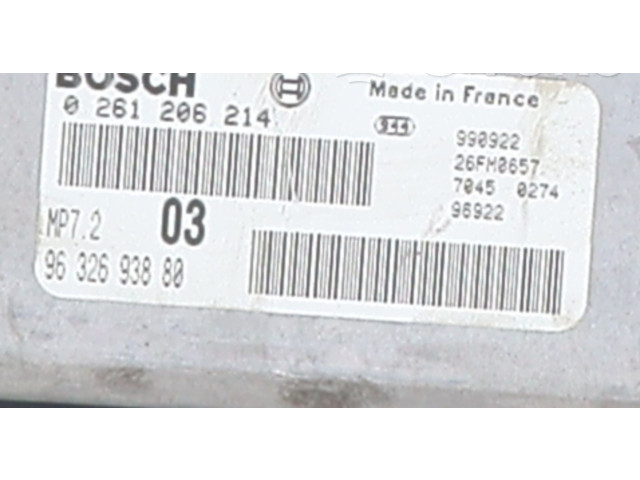 BOSCH
0 261 206 214
Made in France
990922
26FM0657
7045 0274
96922
MP7.2 03
96 326 938 80